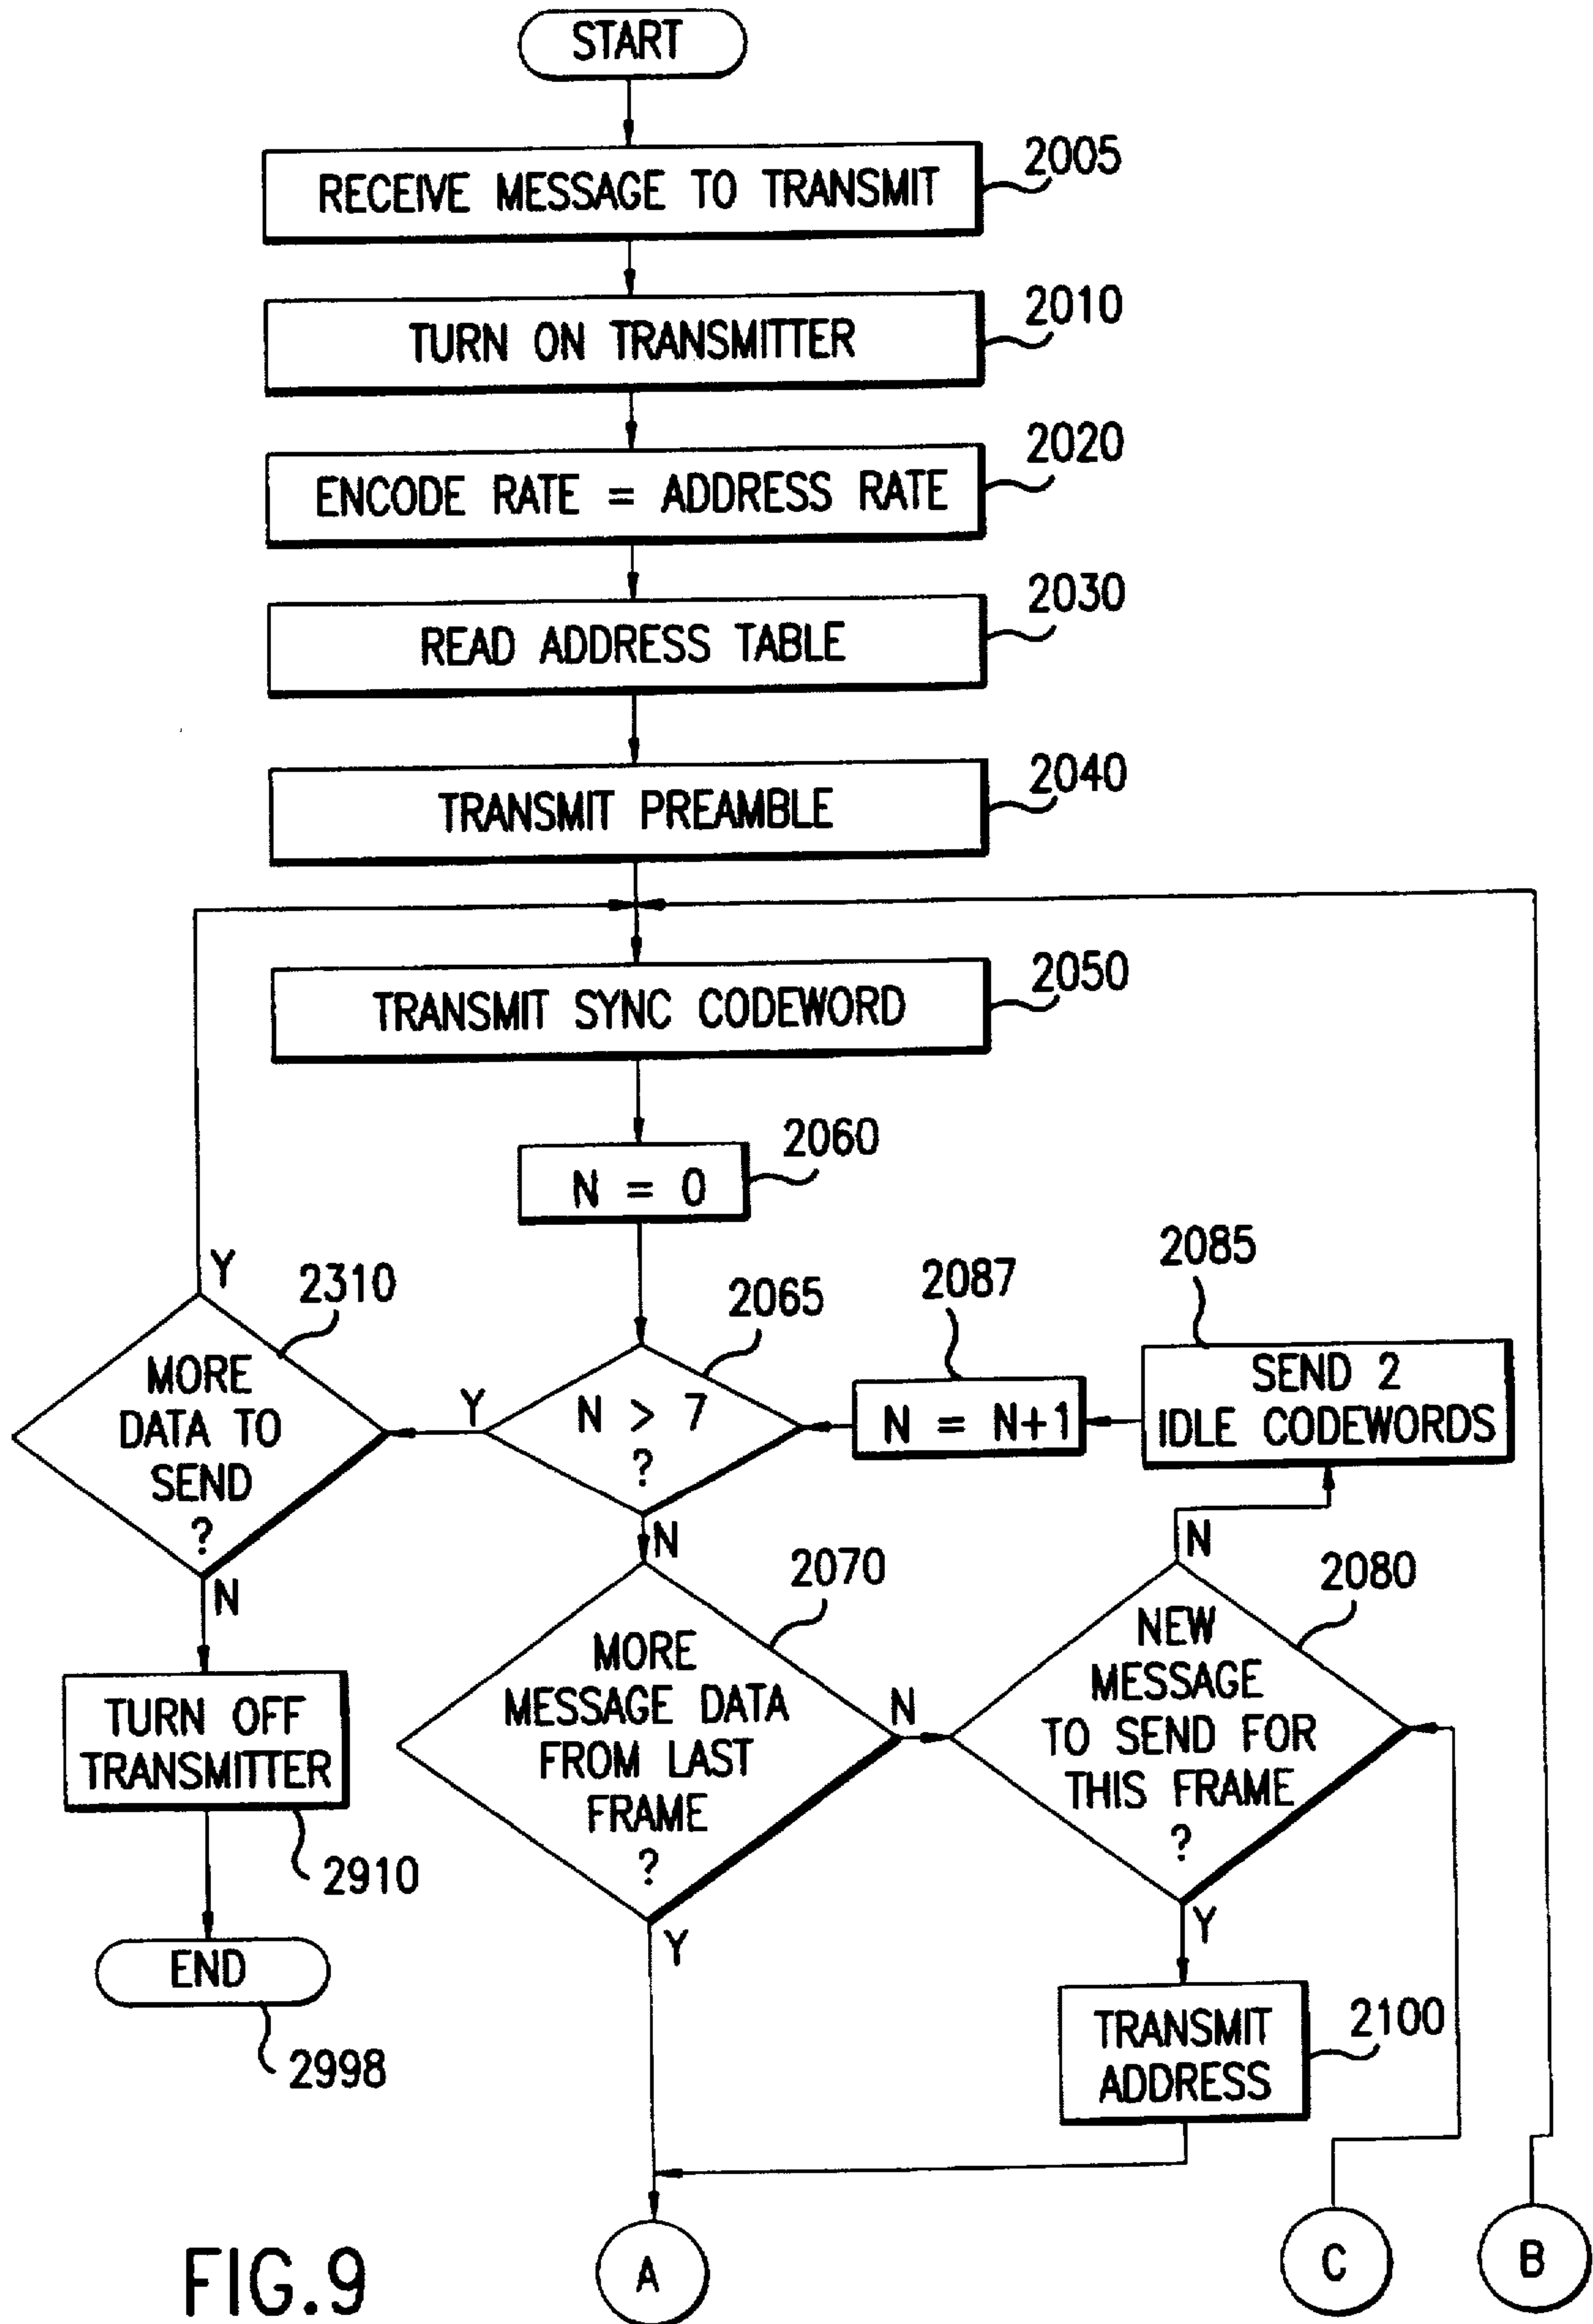 START
RECEIVE MESSAGE TO TRANSMIT
2005
TURN ON TRANSMITTER
2010
ENCODE RATE = ADDRESS RATE
2020
READ ADDRESS TABLE
2030
TRANSMIT PREAMBLE
2040
TRANSMIT SYNC CODEWORD
2050
N = 0
2060
Y
2310
MORE
DATA TO
SEND
?
N
Y
2065
N > 7
?
N
2087
N = N+1
2085
SEND 2
IDLE CODEWORDS
2070
MORE
MESSAGE DATA
FROM LAST
FRAME
?
N
Y
N
2080
NEW
MESSAGE
TO SEND FOR
THIS FRAME
?
Y
TURN OFF
TRANSMITTER
2910
END
2998
TRANSMIT
ADDRESS
2100
A
C
B
FIG.9